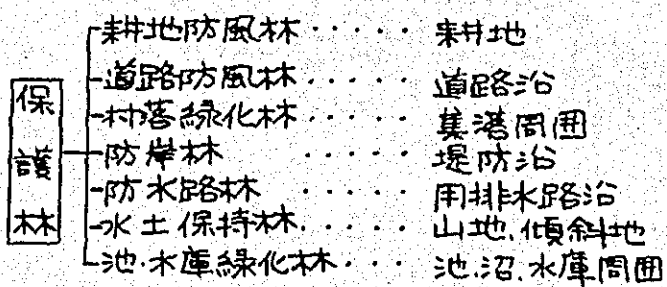 保護林
耕地防風林・・・・・耕地
道路防風林・・・・・道路沿
村落緑化林・・・・・集落周囲
防岸林・・・・・堤防沿
防水路林・・・・・用排水路沿
水土保持林・・・・・山地、傾斜地
池・水庫緑化林・・・池、沼、水庫周囲